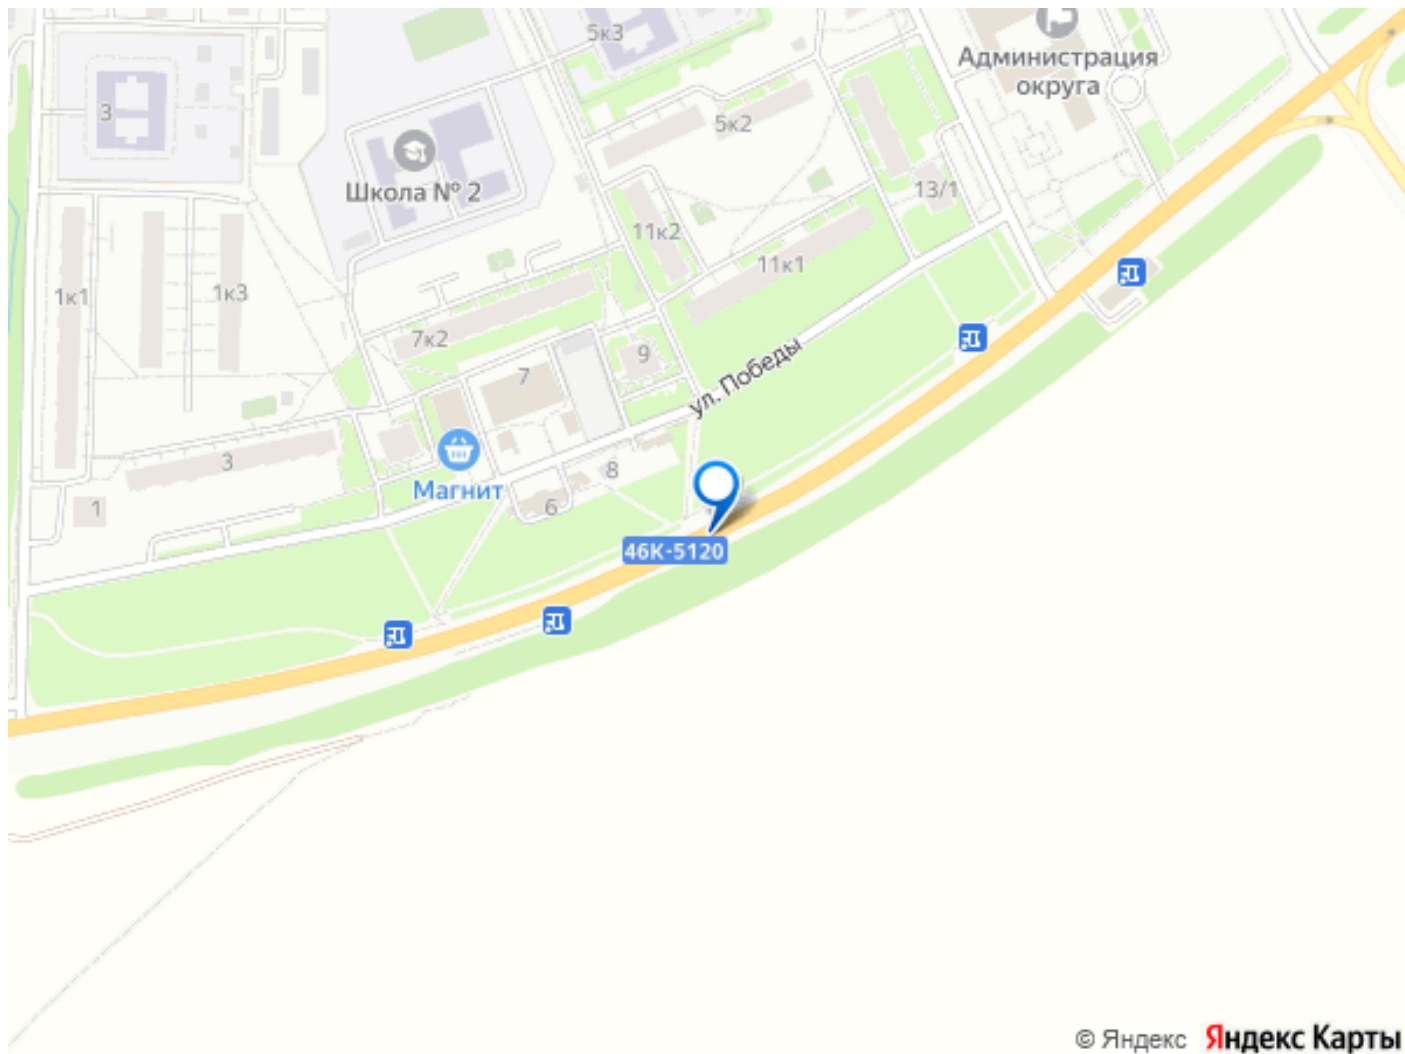 5к3
Администрация
округа
3
5к2
Школа № 2
13/1
11к2
11к1
1к1
1к3
7к2
9
7
ул. Победы
3
8
Магнит
6
1
46К-5120
© Яндекс Яндекс Карты